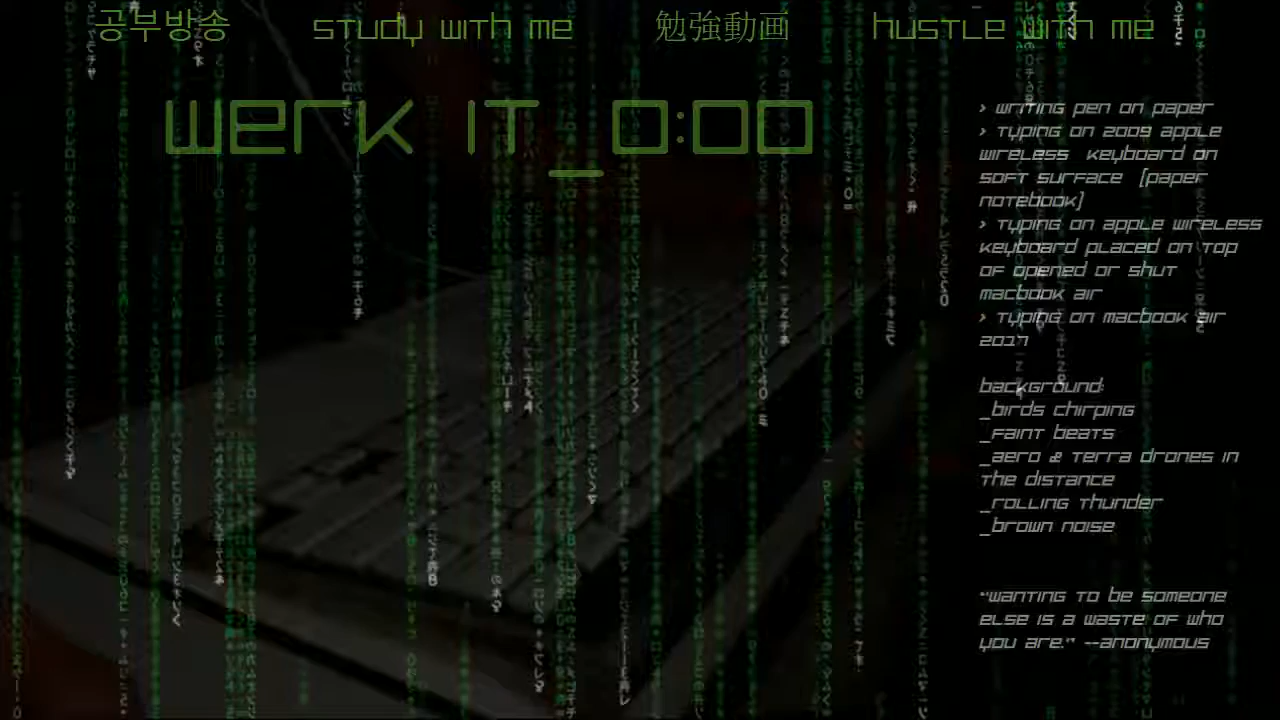 공부방송 study with me 勉強動画 hustle with me
werk it_ 0:00
> writing pen on paper
> typing on 2009 apple
wireless keyboard on
soft surface [paper
notebook]
> typing on apple wireless
keyboard placed on top
of opened or shut
macbook air
> typing on macbook air
2017
background:
_birds chirping
_faint beats
_aero & terra drones in
the distance
_rolling thunder
_brown noise
"wanting to be someone
else is a waste of who
you are." --anonymous